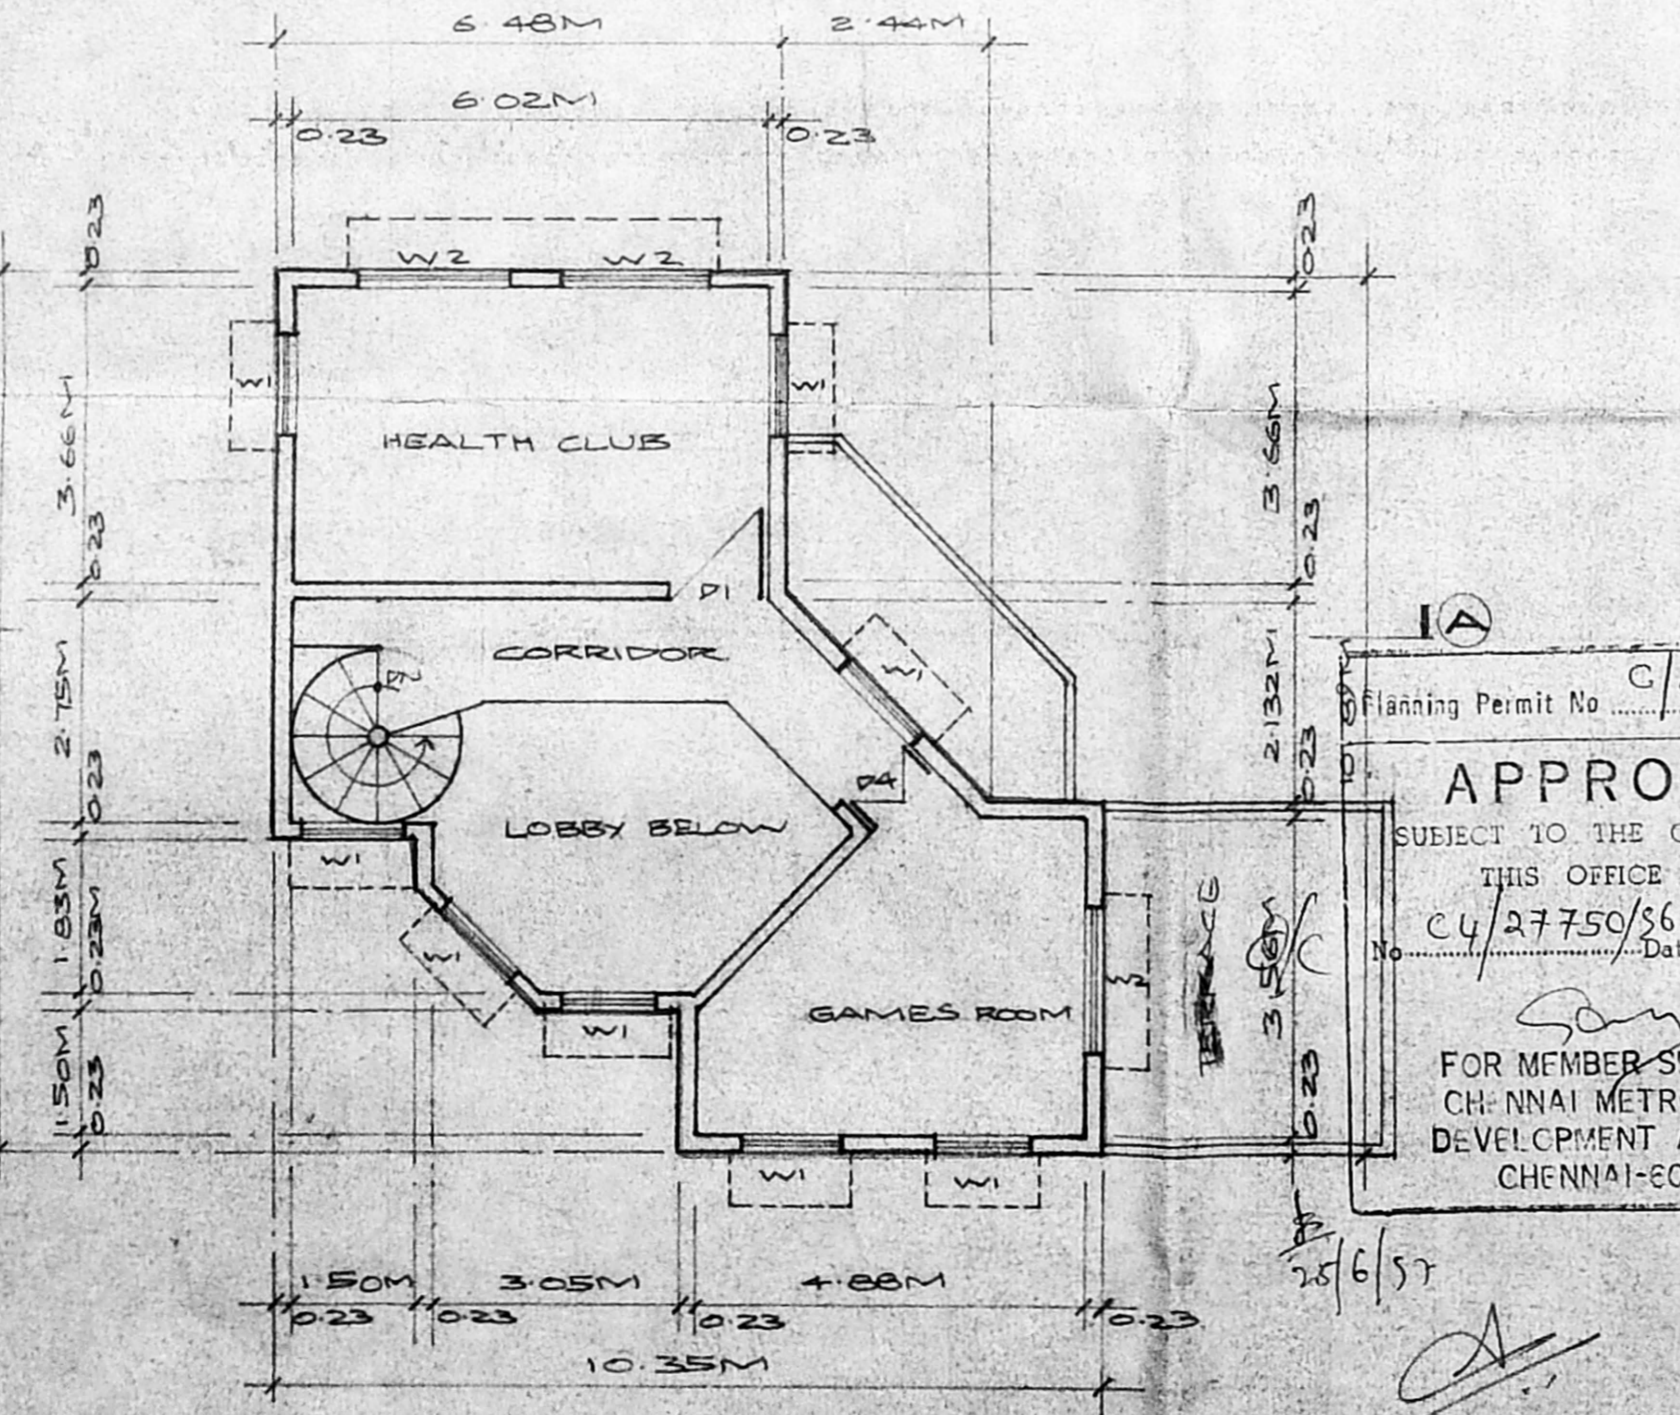 6.48M
2.44M
6.02M
0.23
0.23
0.23
0.23
W2
W2
W1
W1
3.66M
3.66M
HEALTH CLUB
0.23
0.23
D1
CORRIDOR
W1
2.75M
2.132M
1 A
Planning Permit No C/
0.23
0.23
D4
LOBBY BELOW
APPRO
SUBJECT TO THE C
THIS OFFICE
W1
1.83M
TERRACE
No C4/27750/96 Dat
W1
0.23M
W2
GAMES ROOM
W1
1.50M
0.23
0.23
FOR MEMBER S
CHENNAI METR
DEVELOPMENT
CHENNAI-60
W1
W1
25/6/97
1.50M
3.05M
4.88M
0.23
0.23
0.23
0.23
10.35M